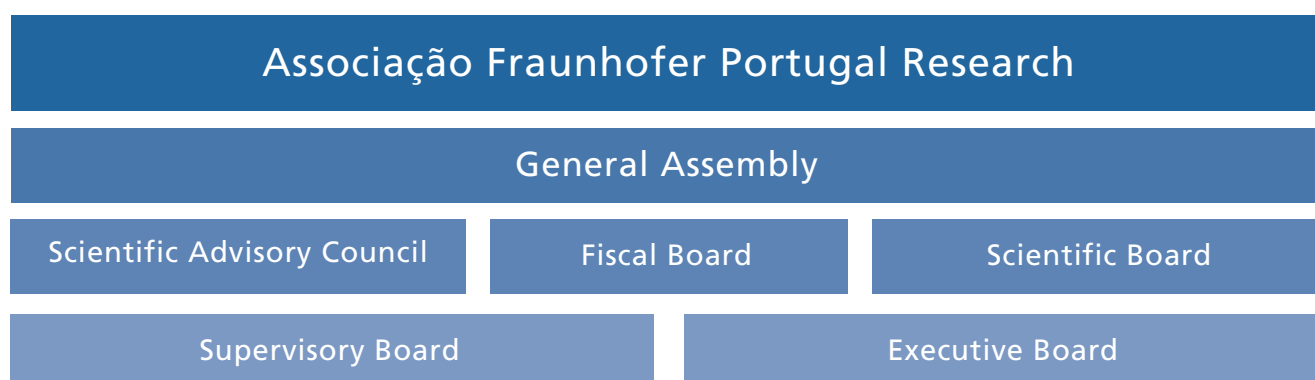 Associação Fraunhofer Portugal Research
General Assembly
Scientific Advisory Council
Fiscal Board
Scientific Board
Supervisory Board
Executive Board